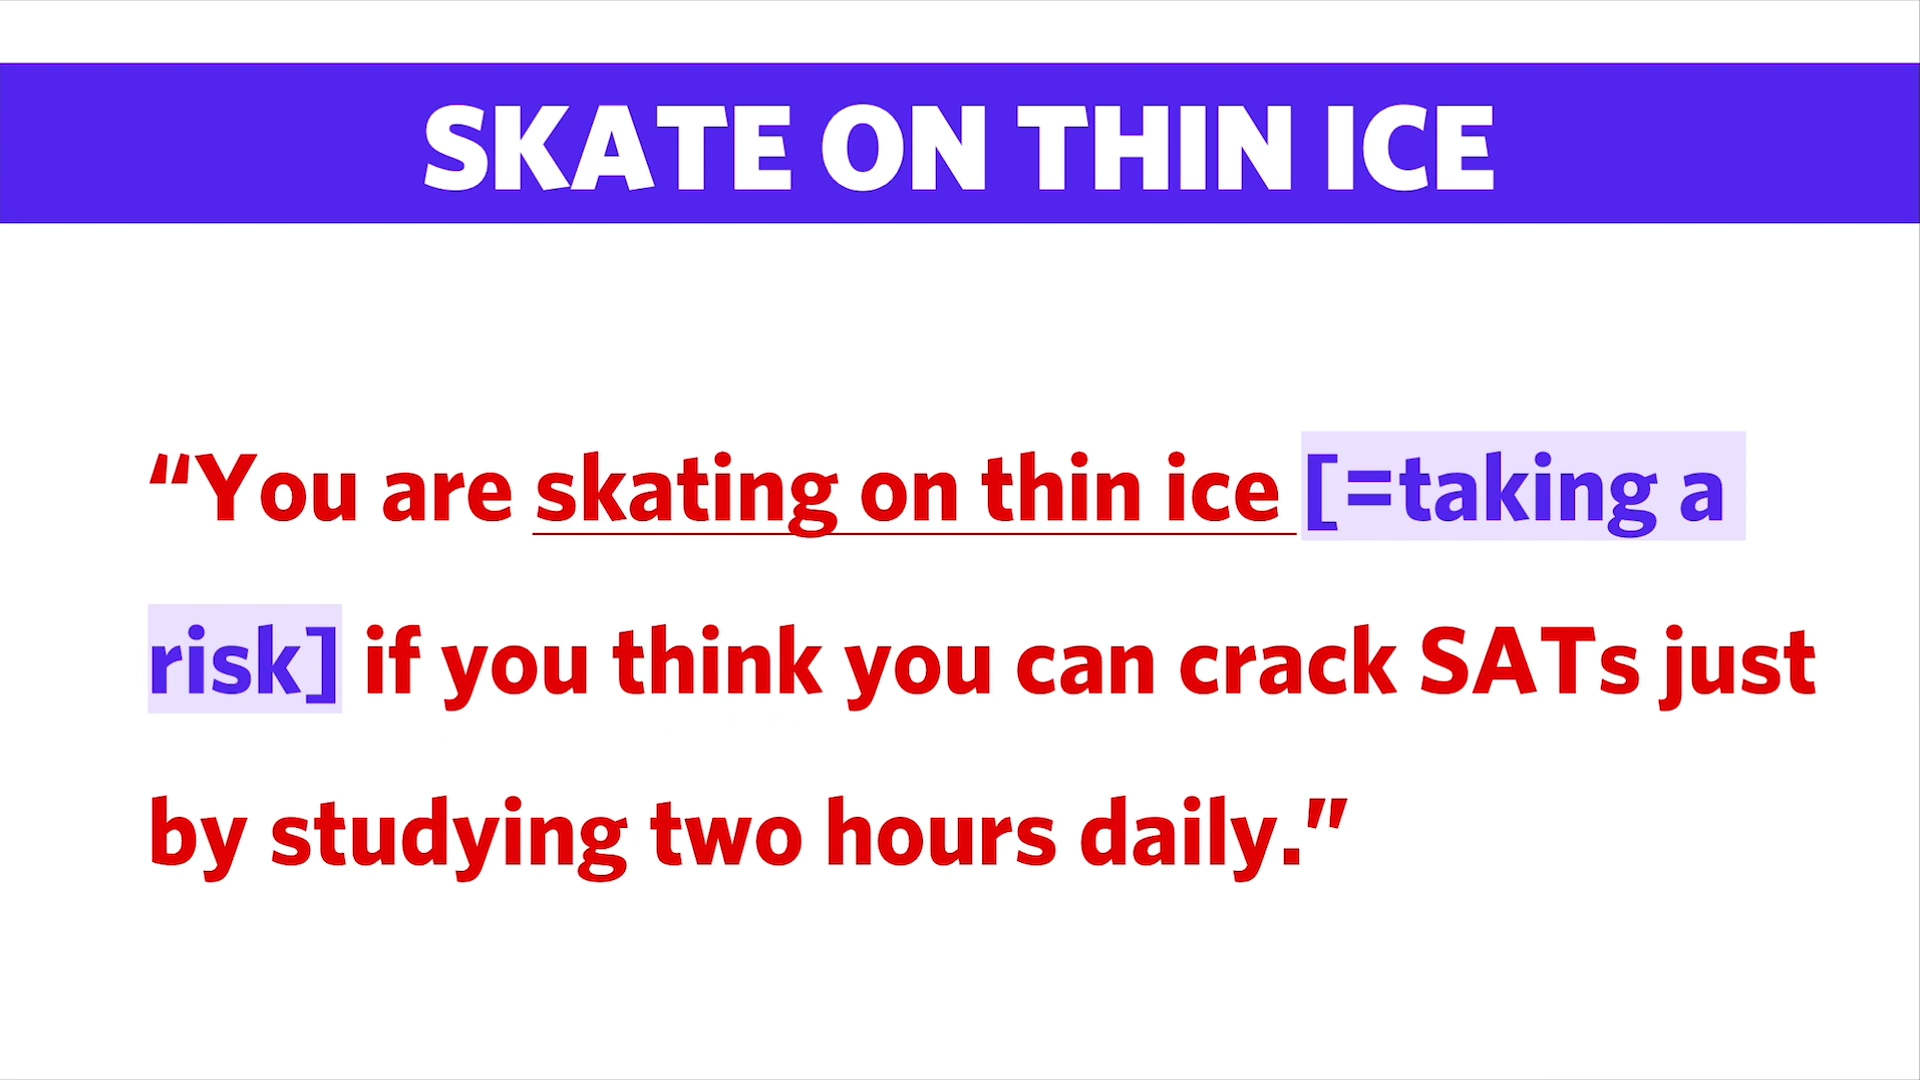 SKATE ON THIN ICE
“You are skating on thin ice [=taking a
risk] if you think you can crack SATs just
by studying two hours daily.”